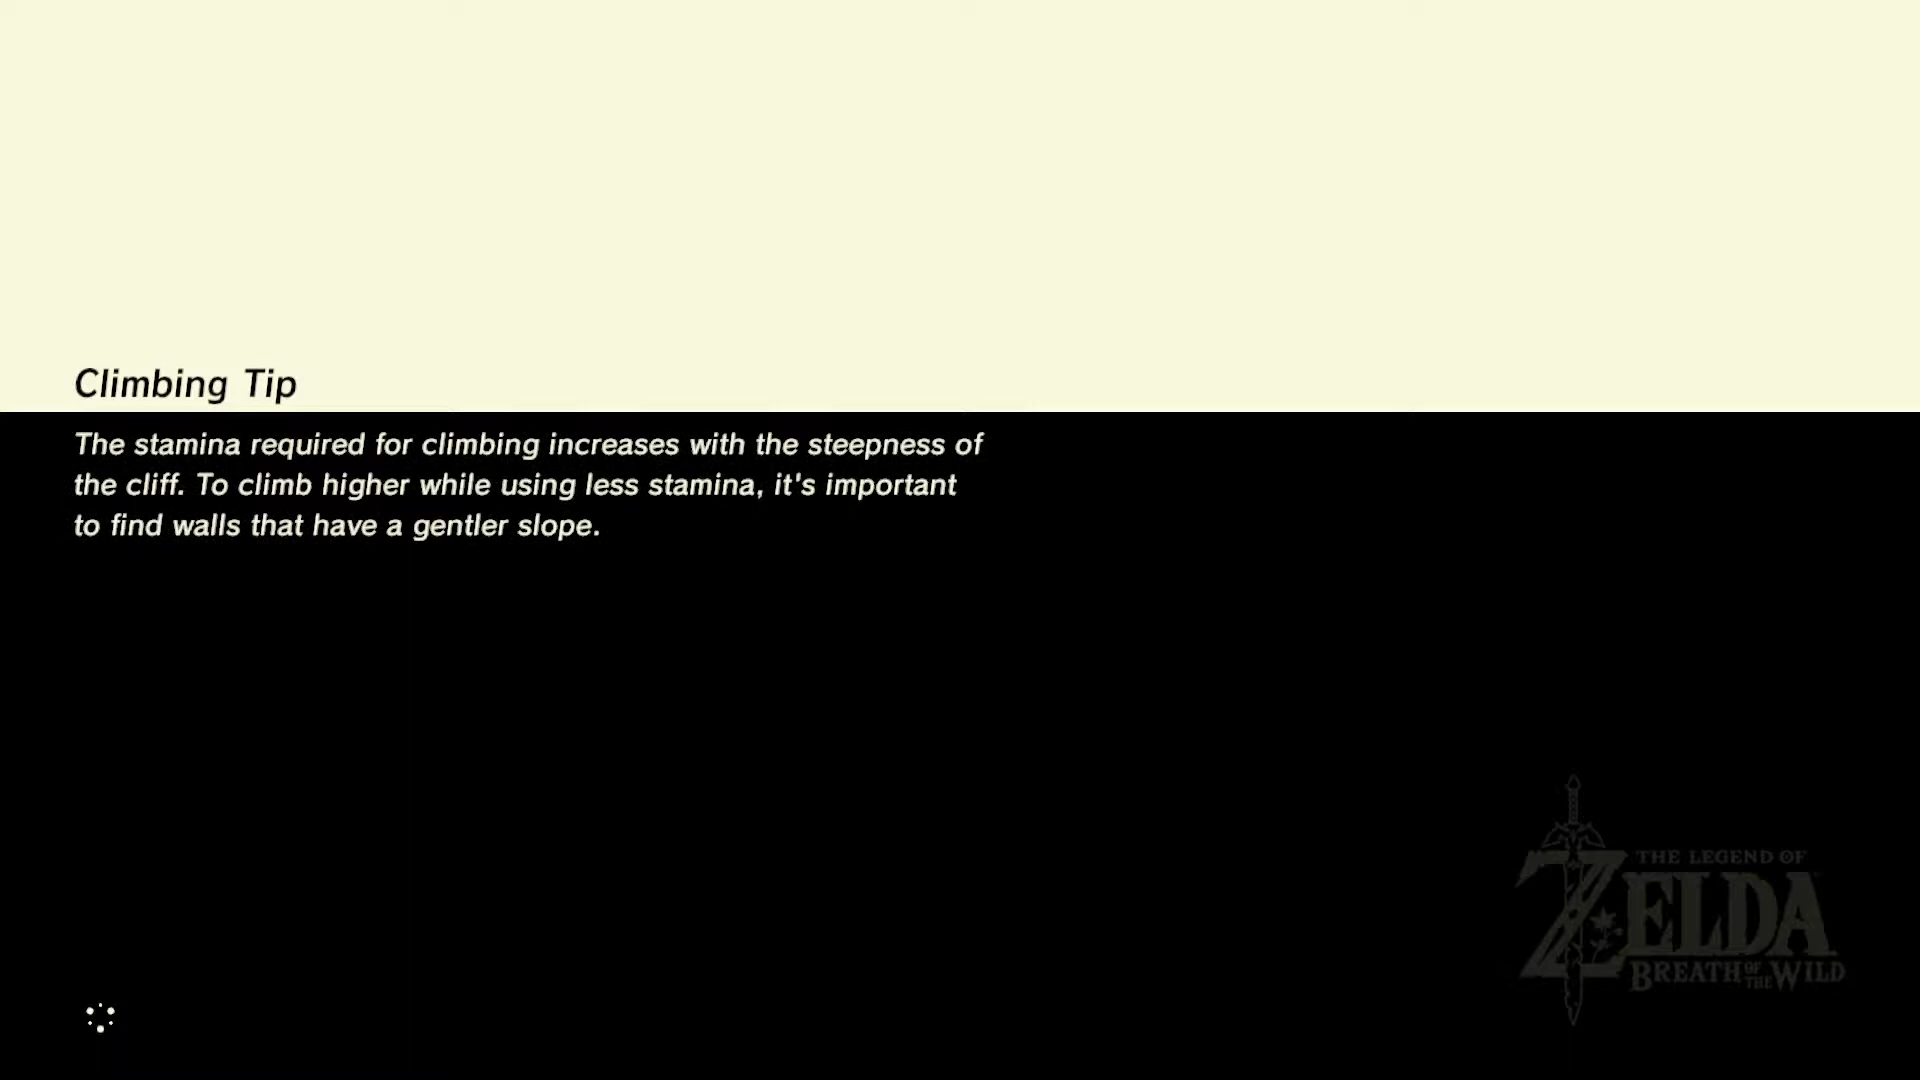 Climbing Tip
The stamina required for climbing increases with the steepness of
the cliff. To climb higher while using less stamina, it's important
to find walls that have a gentler slope.
THE LEGEND OF
ZELDA
BREATH OF THE WILD